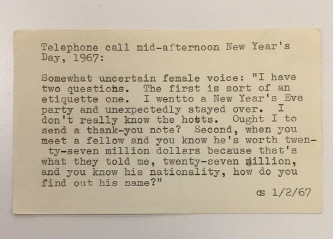 Telephone call mid-afternoon New Year's
Day, 1967:
Somewhat uncertain female voice: "I have
two questions. The first is sort of an
etiquette one. I wentto a New Year's Eve
party and unexpectedly stayed over. I
don't really know the hosts. Ought I to
send a thank-you note? Second, when you
meet a fellow and you know he's worth twen-
ty-seven million dollars because that's
what they told me, twenty-seven million,
and you know his nationality, how do you
find out his name?"
cs 1/2/67